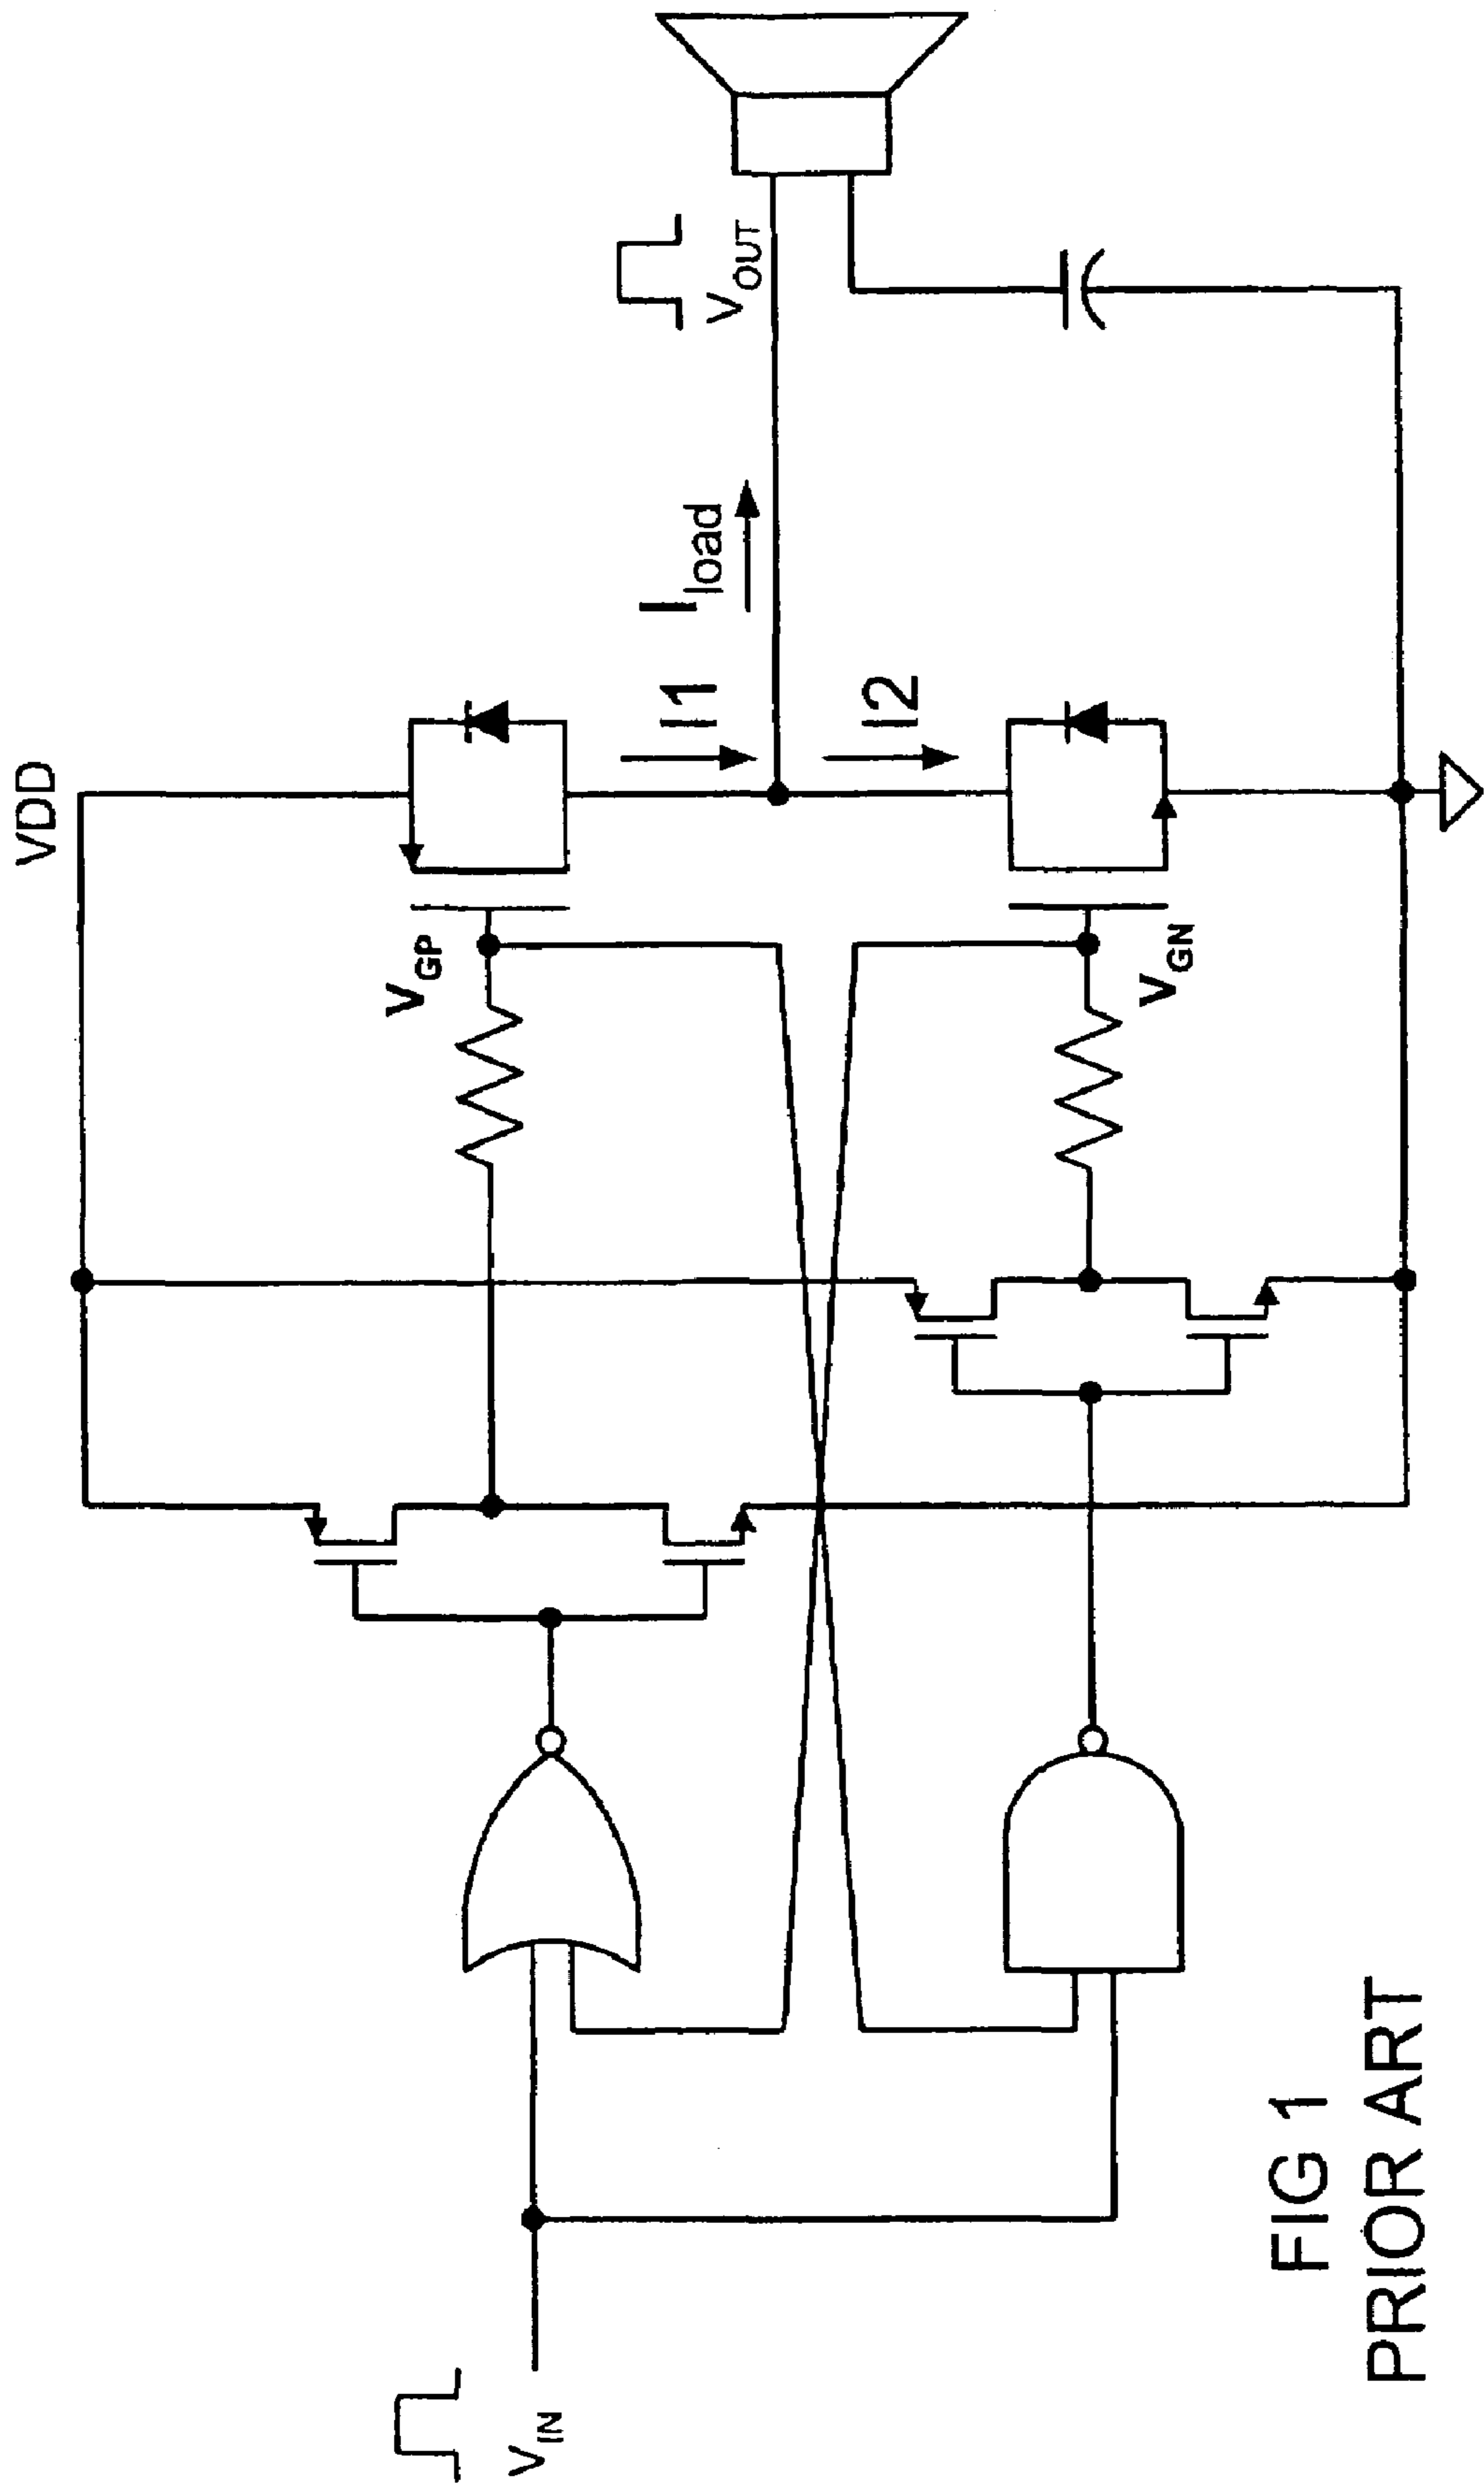 VDD
V_GP
I1
I_load
V_OUT
I2
V_GN
V_IN
FIG 1
PRIOR ART